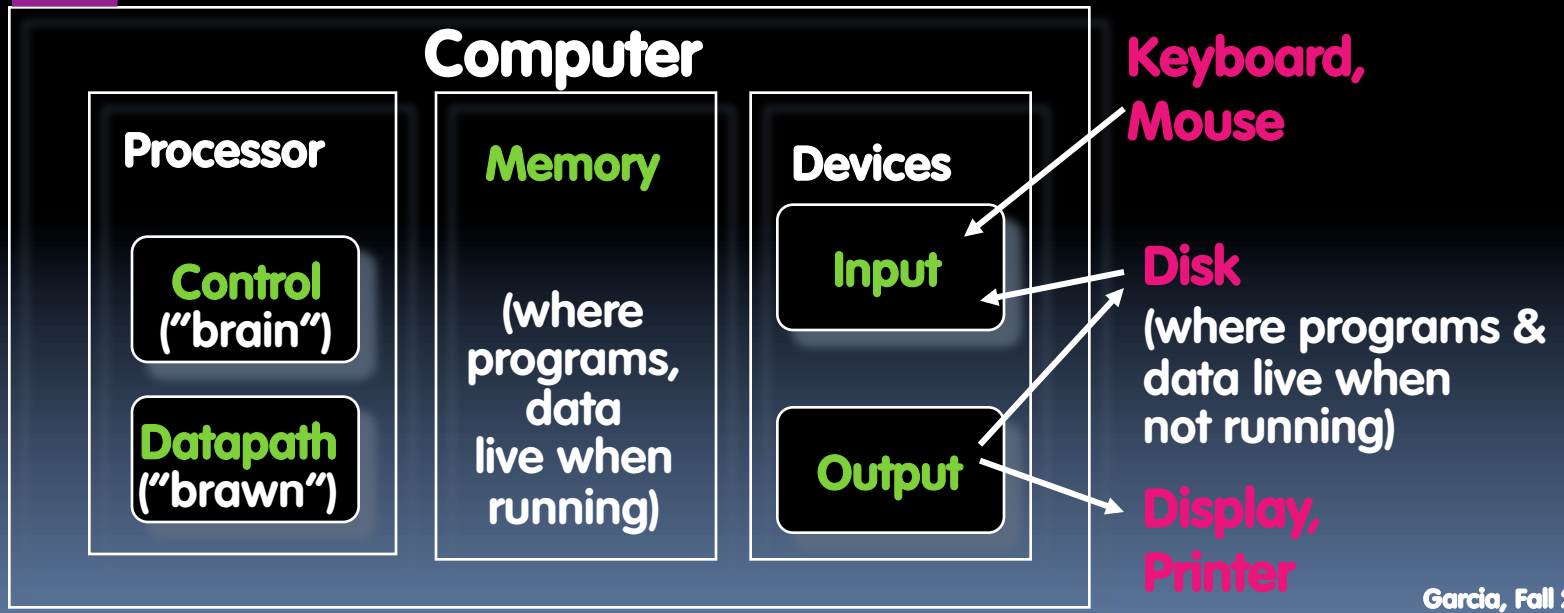 Computer
Processor
Control
("brain")
Datapath
("brawn")
Memory
(where
programs,
data
live when
running)
Devices
Input
Output
Keyboard,
Mouse
Disk
(where programs &
data live when
not running)
Display,
Printer
Garcia, Fall